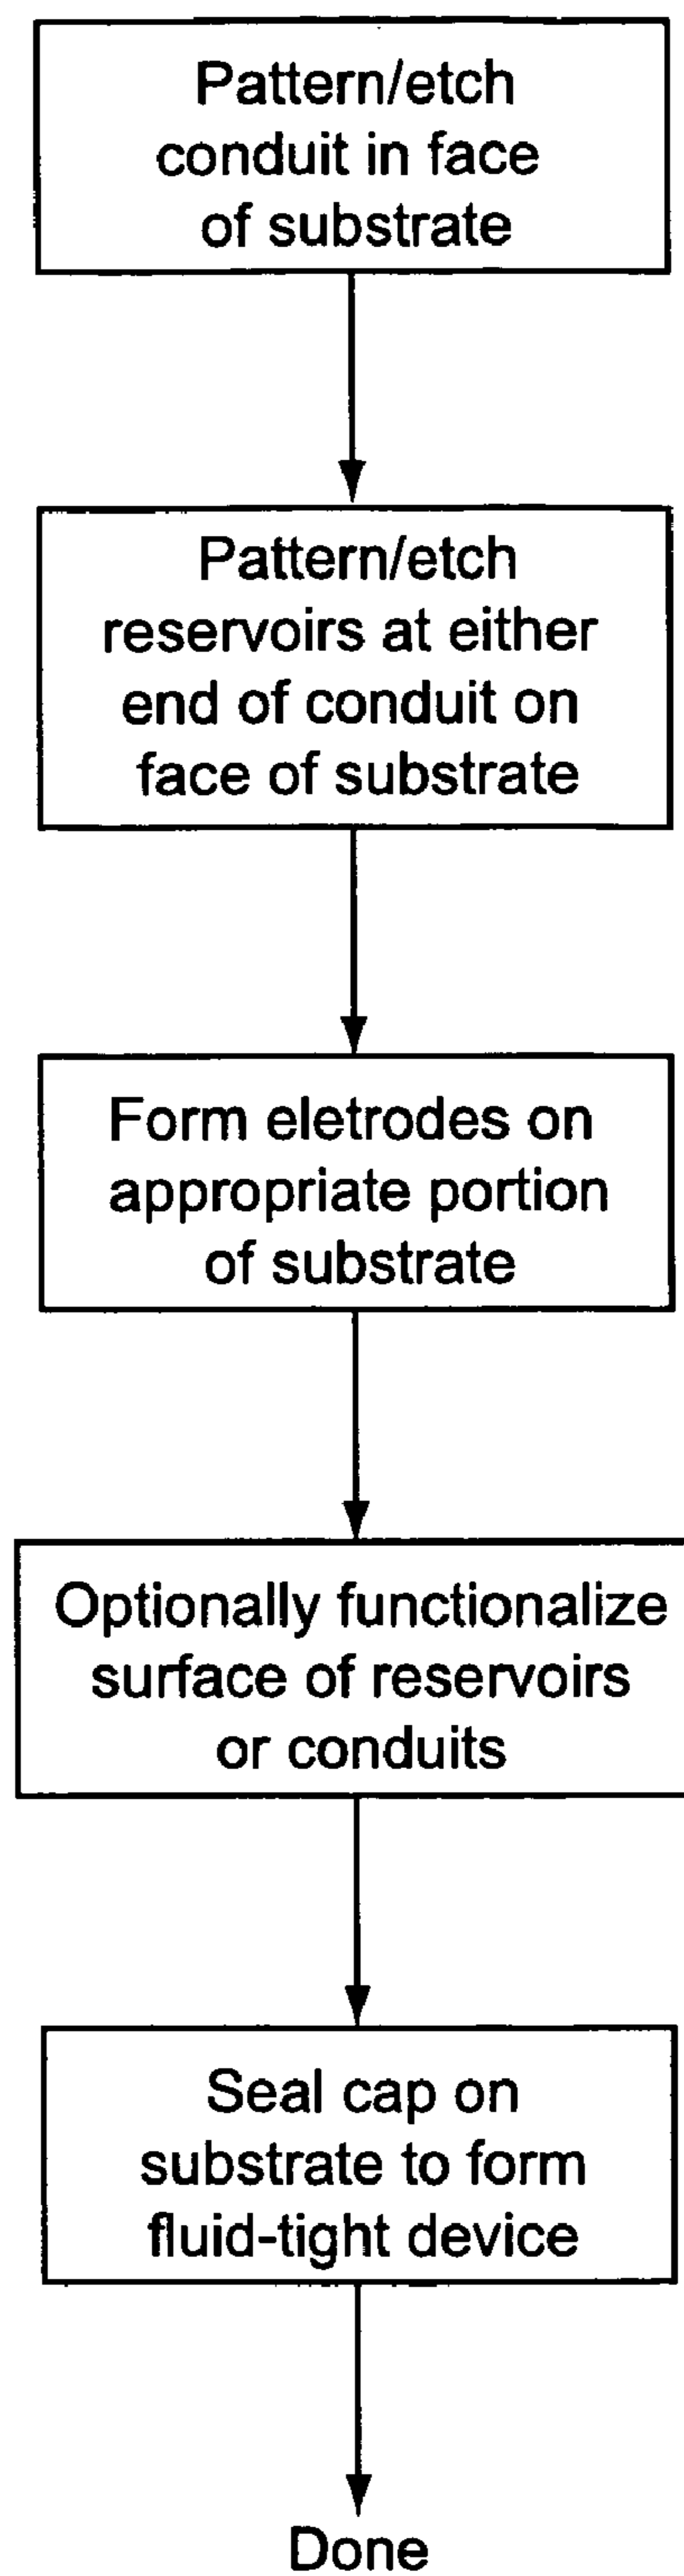 Pattern/etch
conduit in face
of substrate
Pattern/etch
reservoirs at either
end of conduit on
face of substrate
Form eletrodes on
appropriate portion
of substrate
Optionally functionalize
surface of reservoirs
or conduits
Seal cap on
substrate to form
fluid-tight device
Done